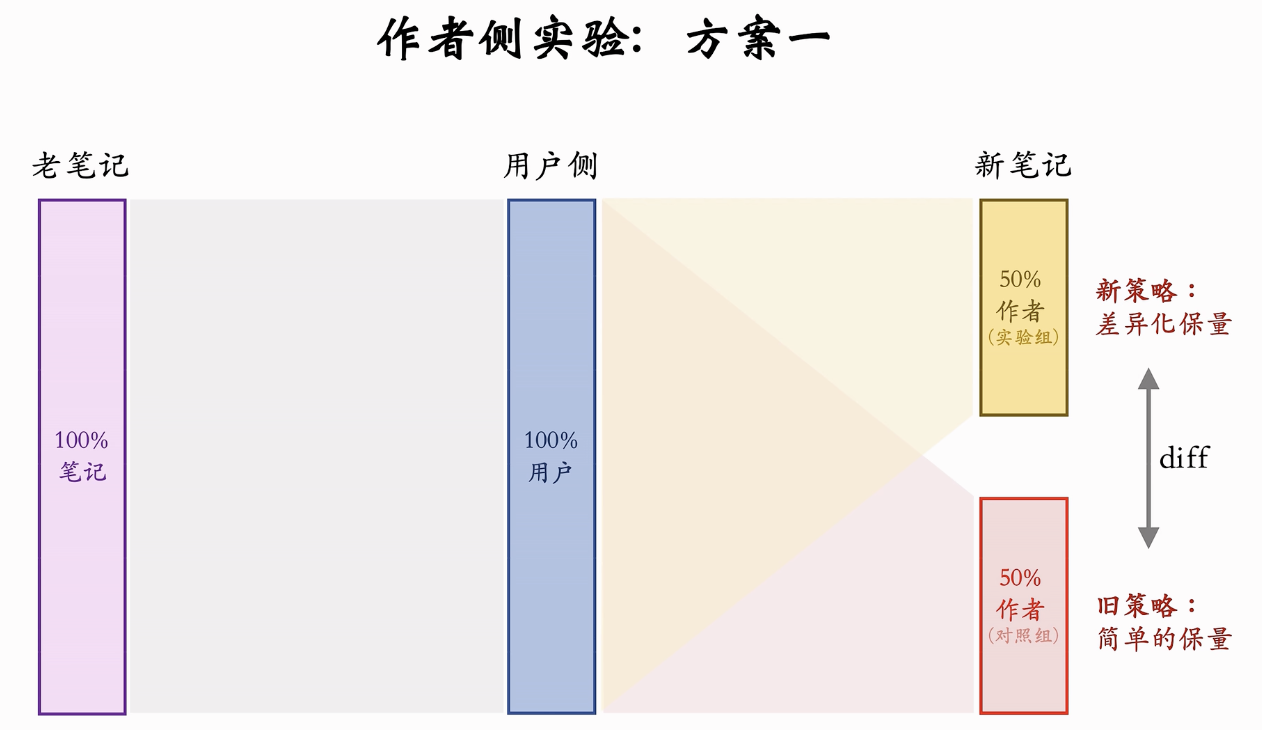 作者侧实验: 方案一
老笔记
用户侧
新笔记
100%
笔记
100%
用户
50%
作者
(实验组)
新策略：
差异化保量
diff
50%
作者
(对照组)
旧策略：
简单的保量